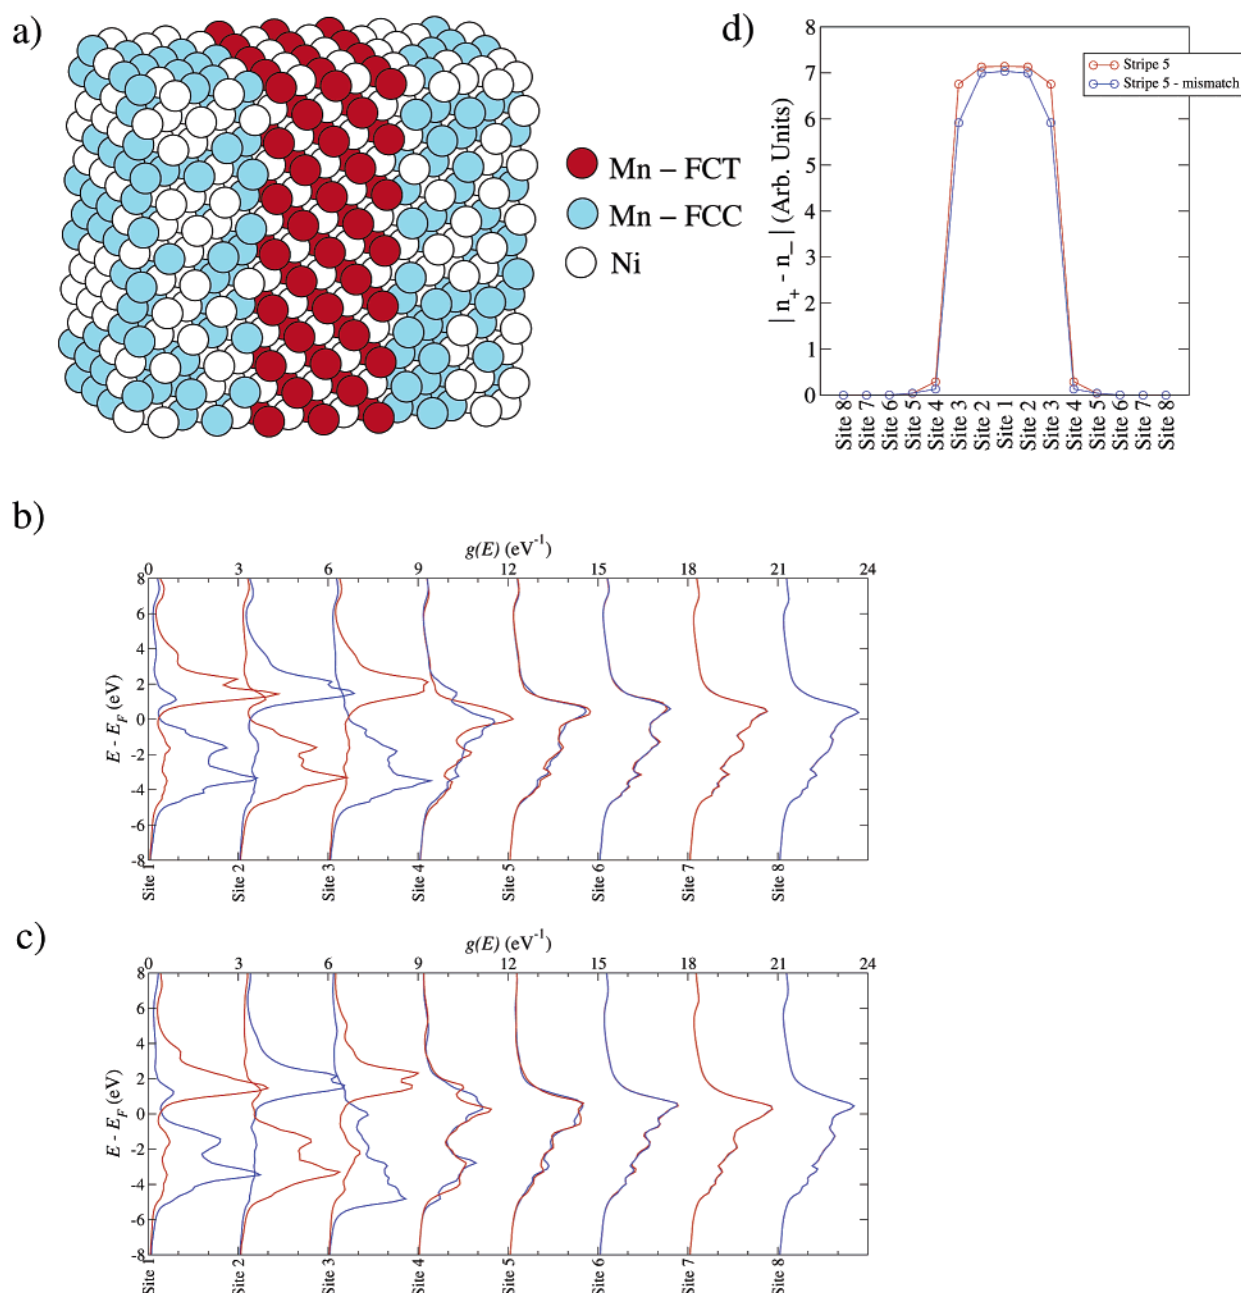 a)
Mn – FCT
Mn – FCC
Ni
d)
| n+ - n– | (Arb. Units)
8
7
6
5
8
4
3
2
1
0
Stripe 5
Stripe 5 - mismatch
Site 8 Site 7 Site 6 Site 5 Site 4 Site 3 Site 2 Site 1 Site 2 Site 3 Site 4 Site 5 Site 6 Site 7 Site 8
b)
g(E) (eV-1)
0 3 6 9 12 15 18 21 24
E - EF (eV)
8
6
4
2
0
-2
-4
-6
-8
Site 1 Site 2 Site 3 Site 4 Site 5 Site 6 Site 7 Site 8
c)
g(E) (eV-1)
0 3 6 9 12 15 18 21 24
E - EF (eV)
8
6
4
2
0
-2
-4
-6
-8
Site 1 Site 2 Site 3 Site 4 Site 5 Site 6 Site 7 Site 8